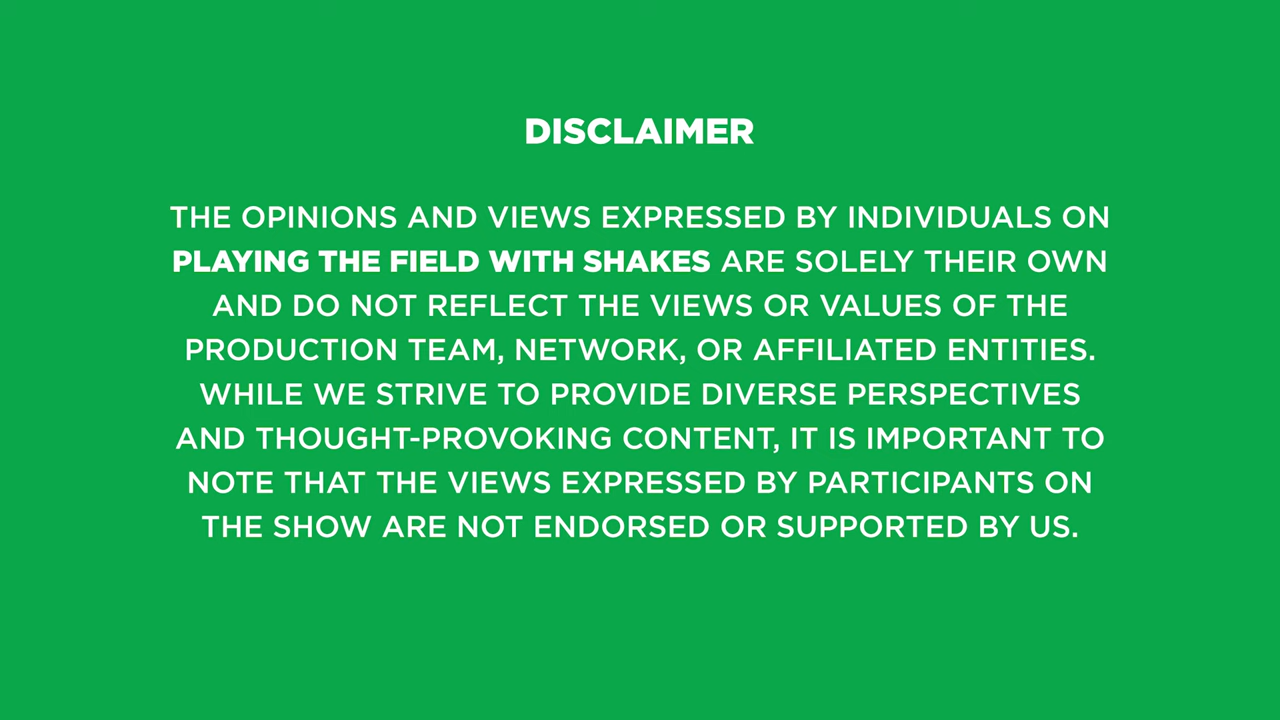 DISCLAIMER
THE OPINIONS AND VIEWS EXPRESSED BY INDIVIDUALS ON
PLAYING THE FIELD WITH SHAKES ARE SOLELY THEIR OWN
AND DO NOT REFLECT THE VIEWS OR VALUES OF THE
PRODUCTION TEAM, NETWORK, OR AFFILIATED ENTITIES.
WHILE WE STRIVE TO PROVIDE DIVERSE PERSPECTIVES
AND THOUGHT-PROVOKING CONTENT, IT IS IMPORTANT TO
NOTE THAT THE VIEWS EXPRESSED BY PARTICIPANTS ON
THE SHOW ARE NOT ENDORSED OR SUPPORTED BY US.